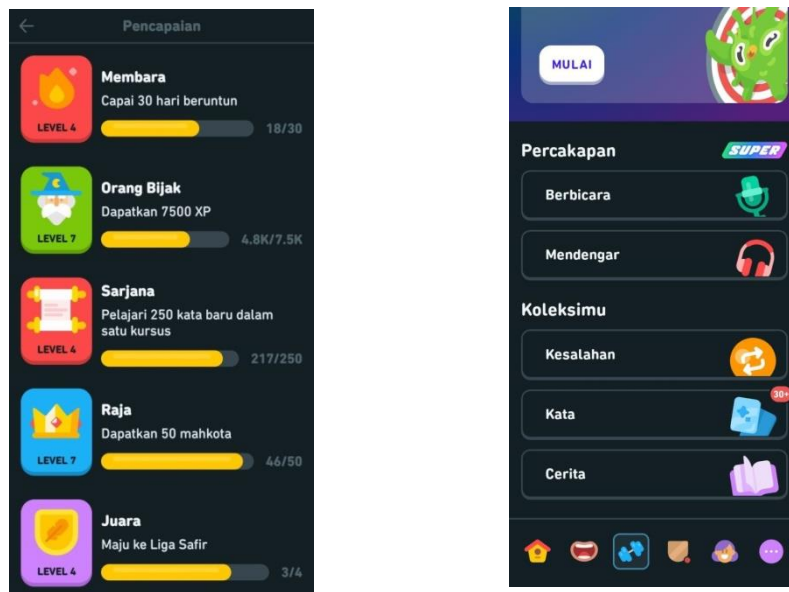 Pencapaian
Membara
Capai 30 hari beruntun
LEVEL 4
18/30
Orang Bijak
Dapatkan 7500 XP
LEVEL 7
4.8K/7.5K
Sarjana
Pelajari 250 kata baru dalam
satu kursus
LEVEL 4
217/250
Raja
Dapatkan 50 mahkota
LEVEL 7
46/50
Juara
Maju ke Liga Safir
LEVEL 4
3/4
MULAI
Percakapan
SUPER
Berbicara
Mendengar
Koleksimu
Kesalahan
30+
Kata
Cerita